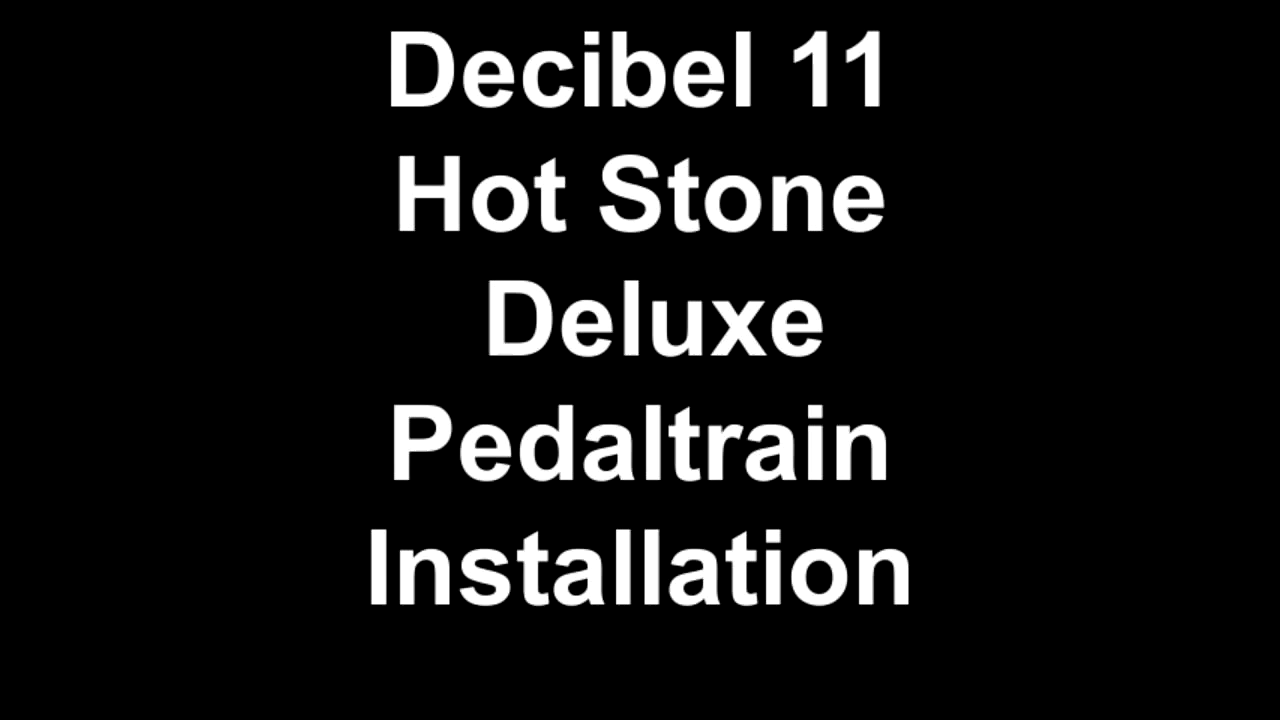 Decibel 11
Hot Stone
Deluxe
Pedaltrain
Installation